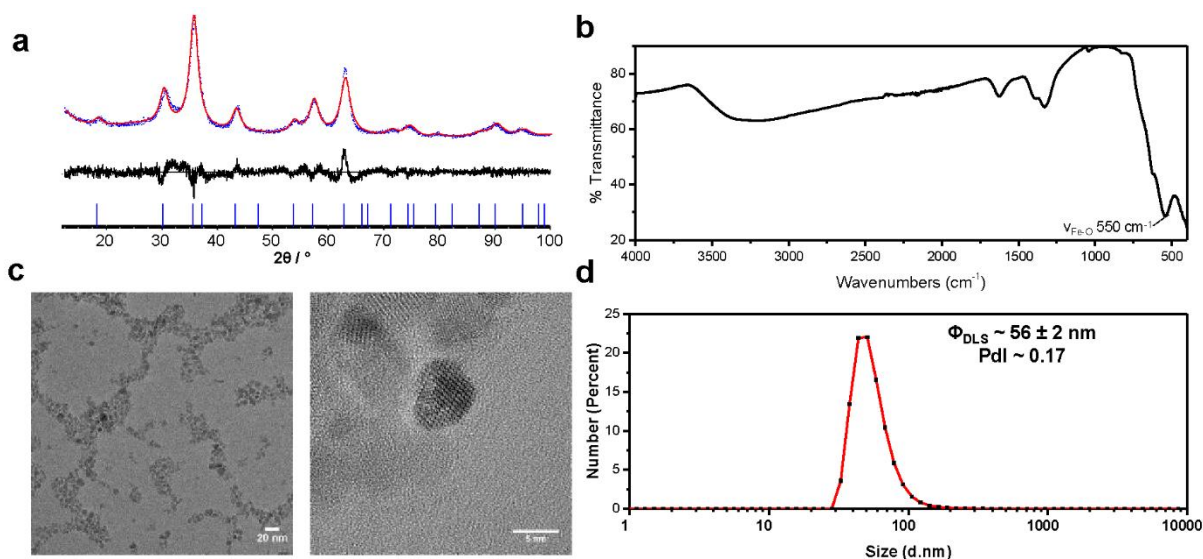 a
20 30 40 50 60 70 80 90 100
2θ / °
b
% Transmittance
80
60
40
20
νFe-O 550 cm-1
4000 3500 3000 2500 2000 1500 1000 500
Wavenumbers (cm-1)
c
20 nm
5 nm
d
Number (Percent)
25
20
15
10
5
0
ΦDLS ~ 56 ± 2 nm
PdI ~ 0.17
1 10 100 1000 10000
Size (d.nm)